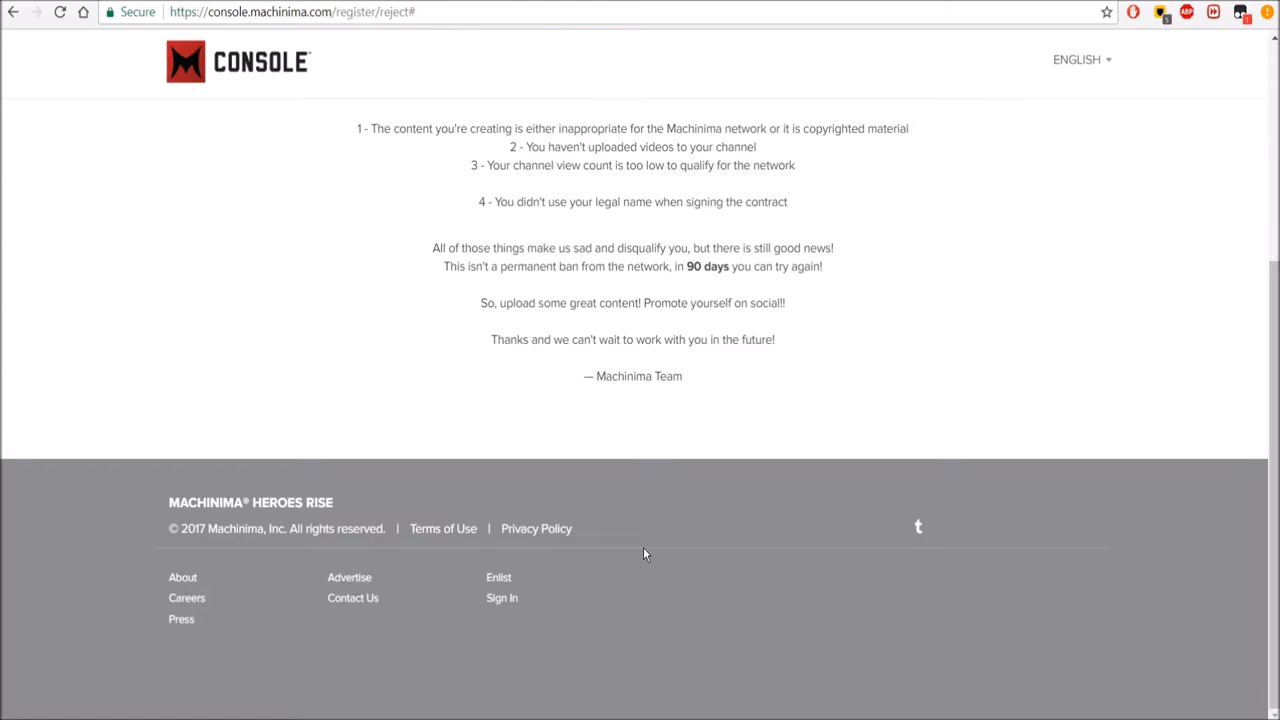 Secure
https://console.machinima.com/register/reject#
5
ABP
1
CONSOLE™
ENGLISH
1 - The content you're creating is either inappropriate for the Machinima network or it is copyrighted material
2 - You haven't uploaded videos to your channel
3 - Your channel view count is too low to qualify for the network
4 - You didn't use your legal name when signing the contract
All of those things make us sad and disqualify you, but there is still good news!
This isn't a permanent ban from the network, in 90 days you can try again!
So, upload some great content! Promote yourself on social!!
Thanks and we can't wait to work with you in the future!
— Machinima Team
MACHINIMA® HEROES RISE
© 2017 Machinima, Inc. All rights reserved. | Terms of Use | Privacy Policy
t
About Advertise Enlist
Careers Contact Us Sign In
Press